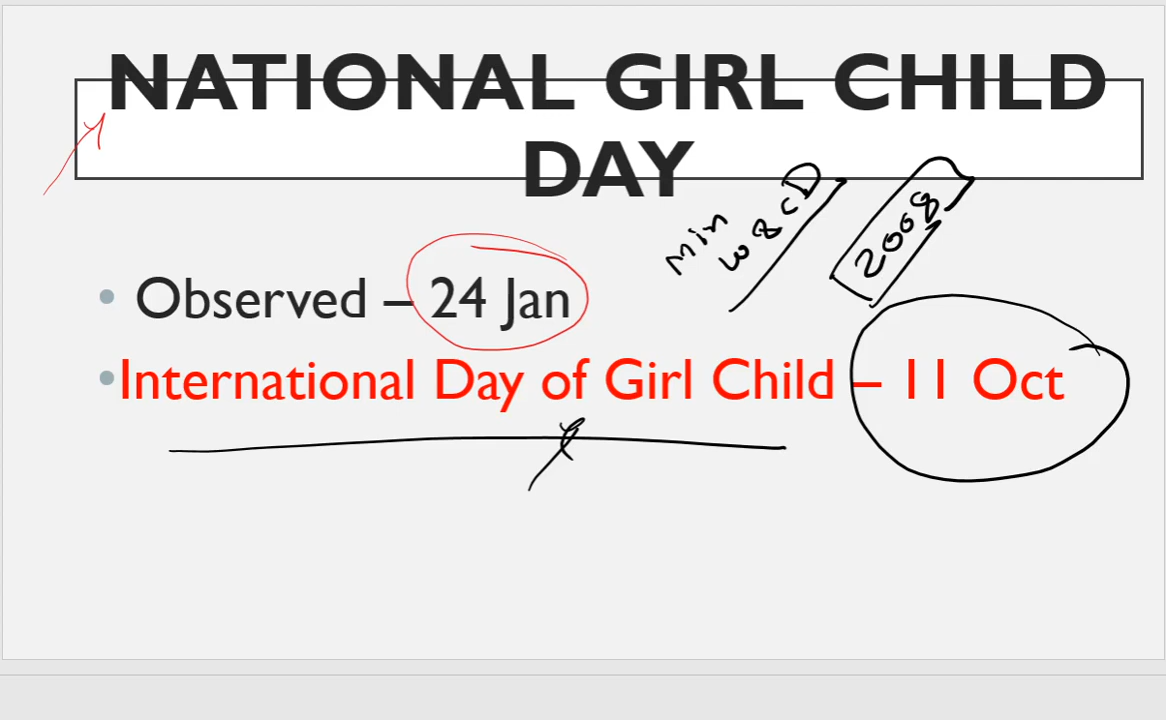 NATIONAL GIRL CHILD
DAY
Min
W & CD
2008
• Observed – 24 Jan
• International Day of Girl Child – 11 Oct